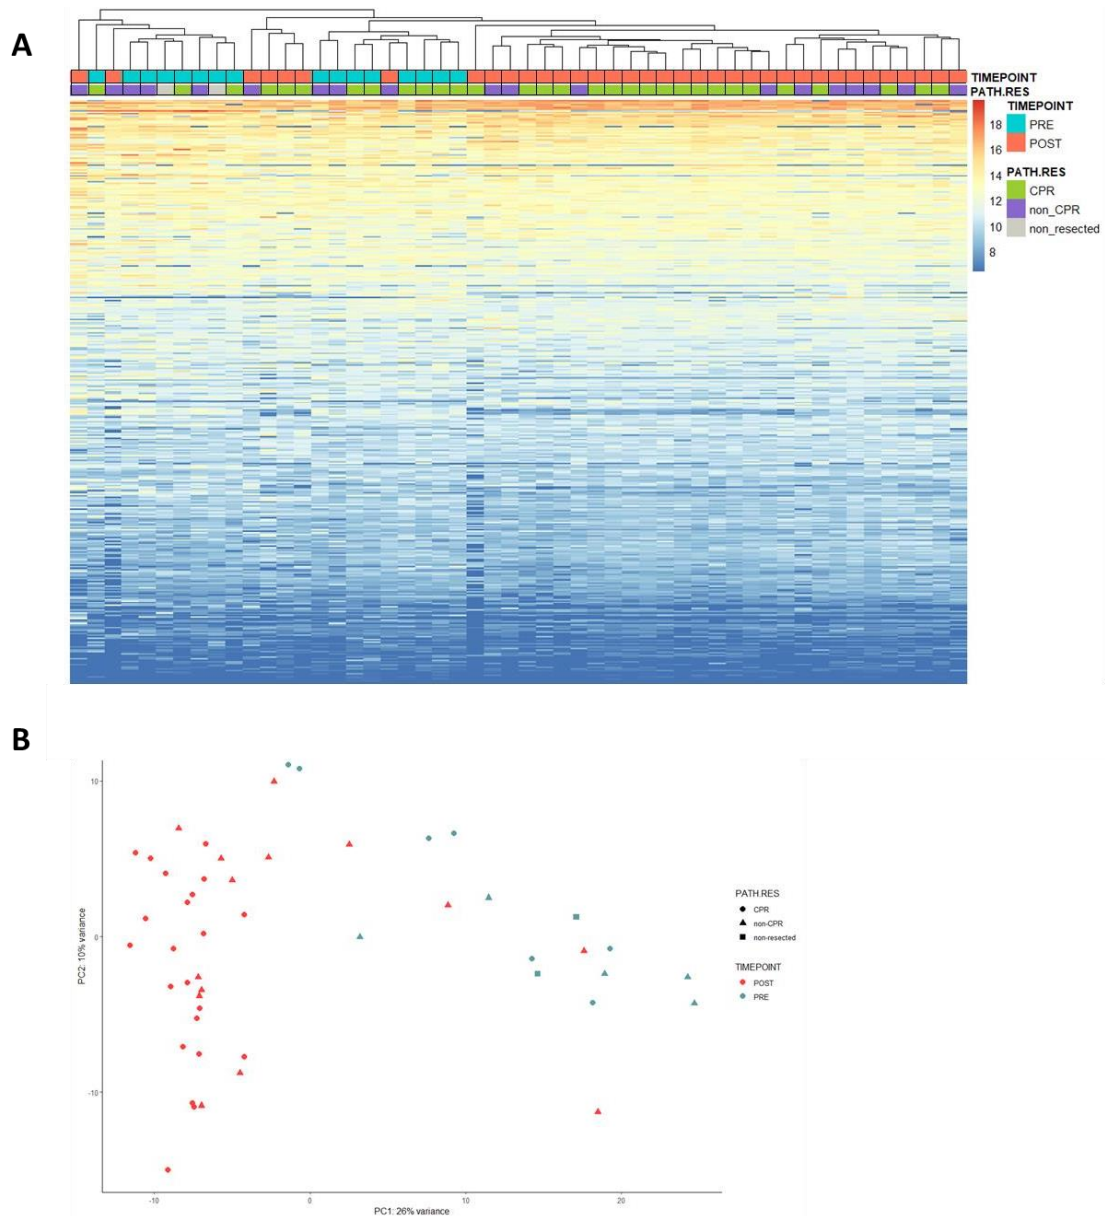 A
TIMEPOINT
PATH.RES
TIMEPOINT
PRE
POST
18
16
14
12
10
8
PATH.RES
CPR
non_CPR
non_resected
B
PATH.RES
CPR
non-CPR
non-resected
TIMEPOINT
POST
PRE
PC2: 10% variance
10
0
-10
-10
0
10
20
PC1: 26% variance